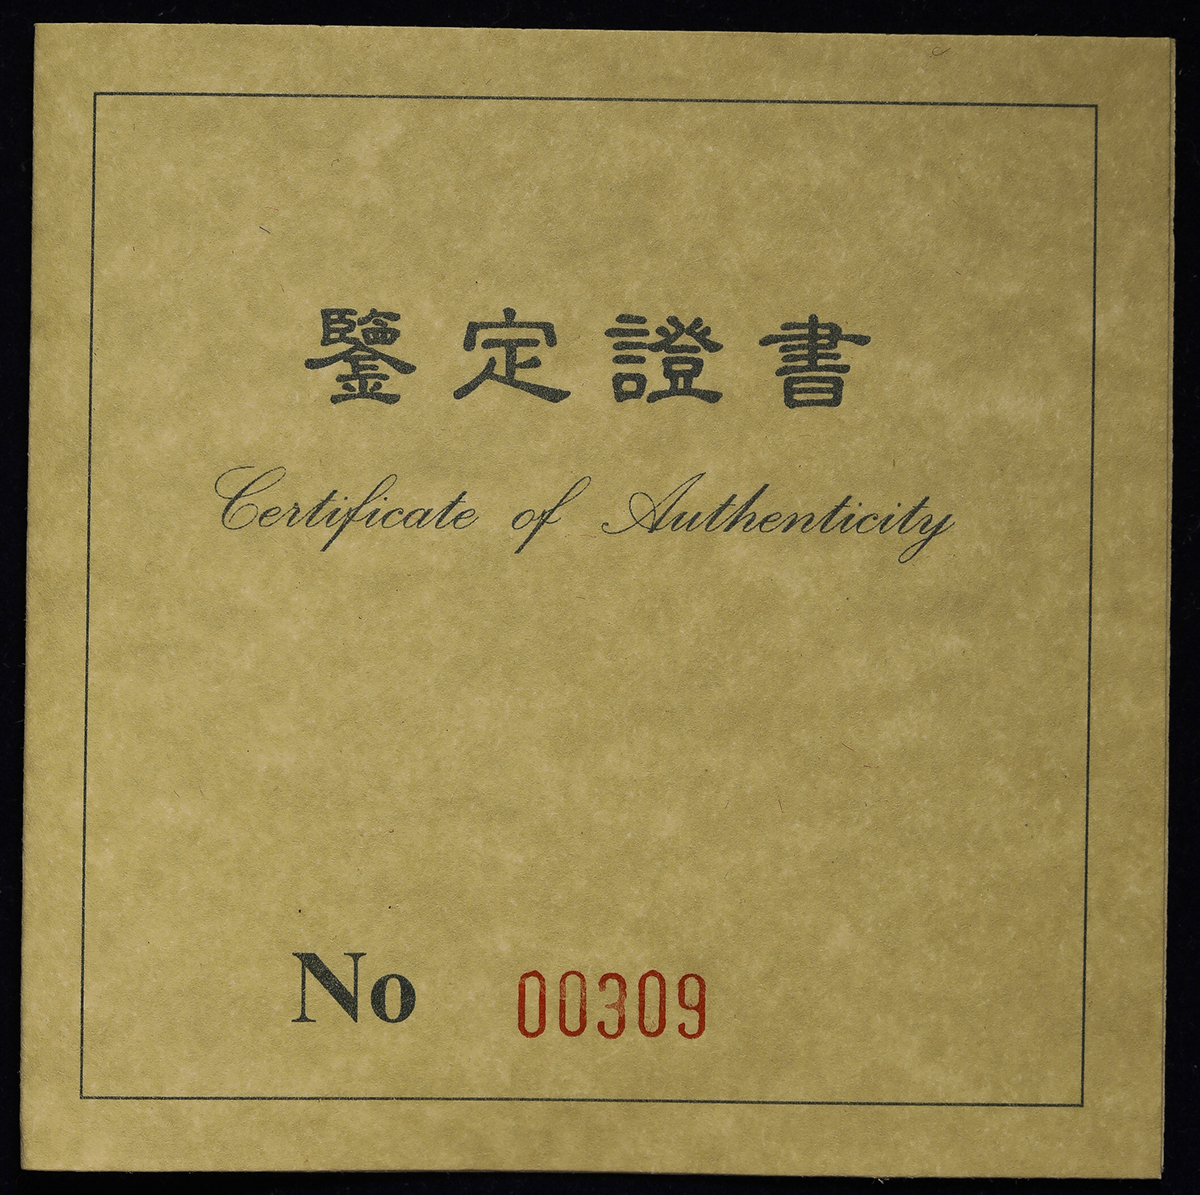 鑒定證書
Certificate of Authenticity
No 00309